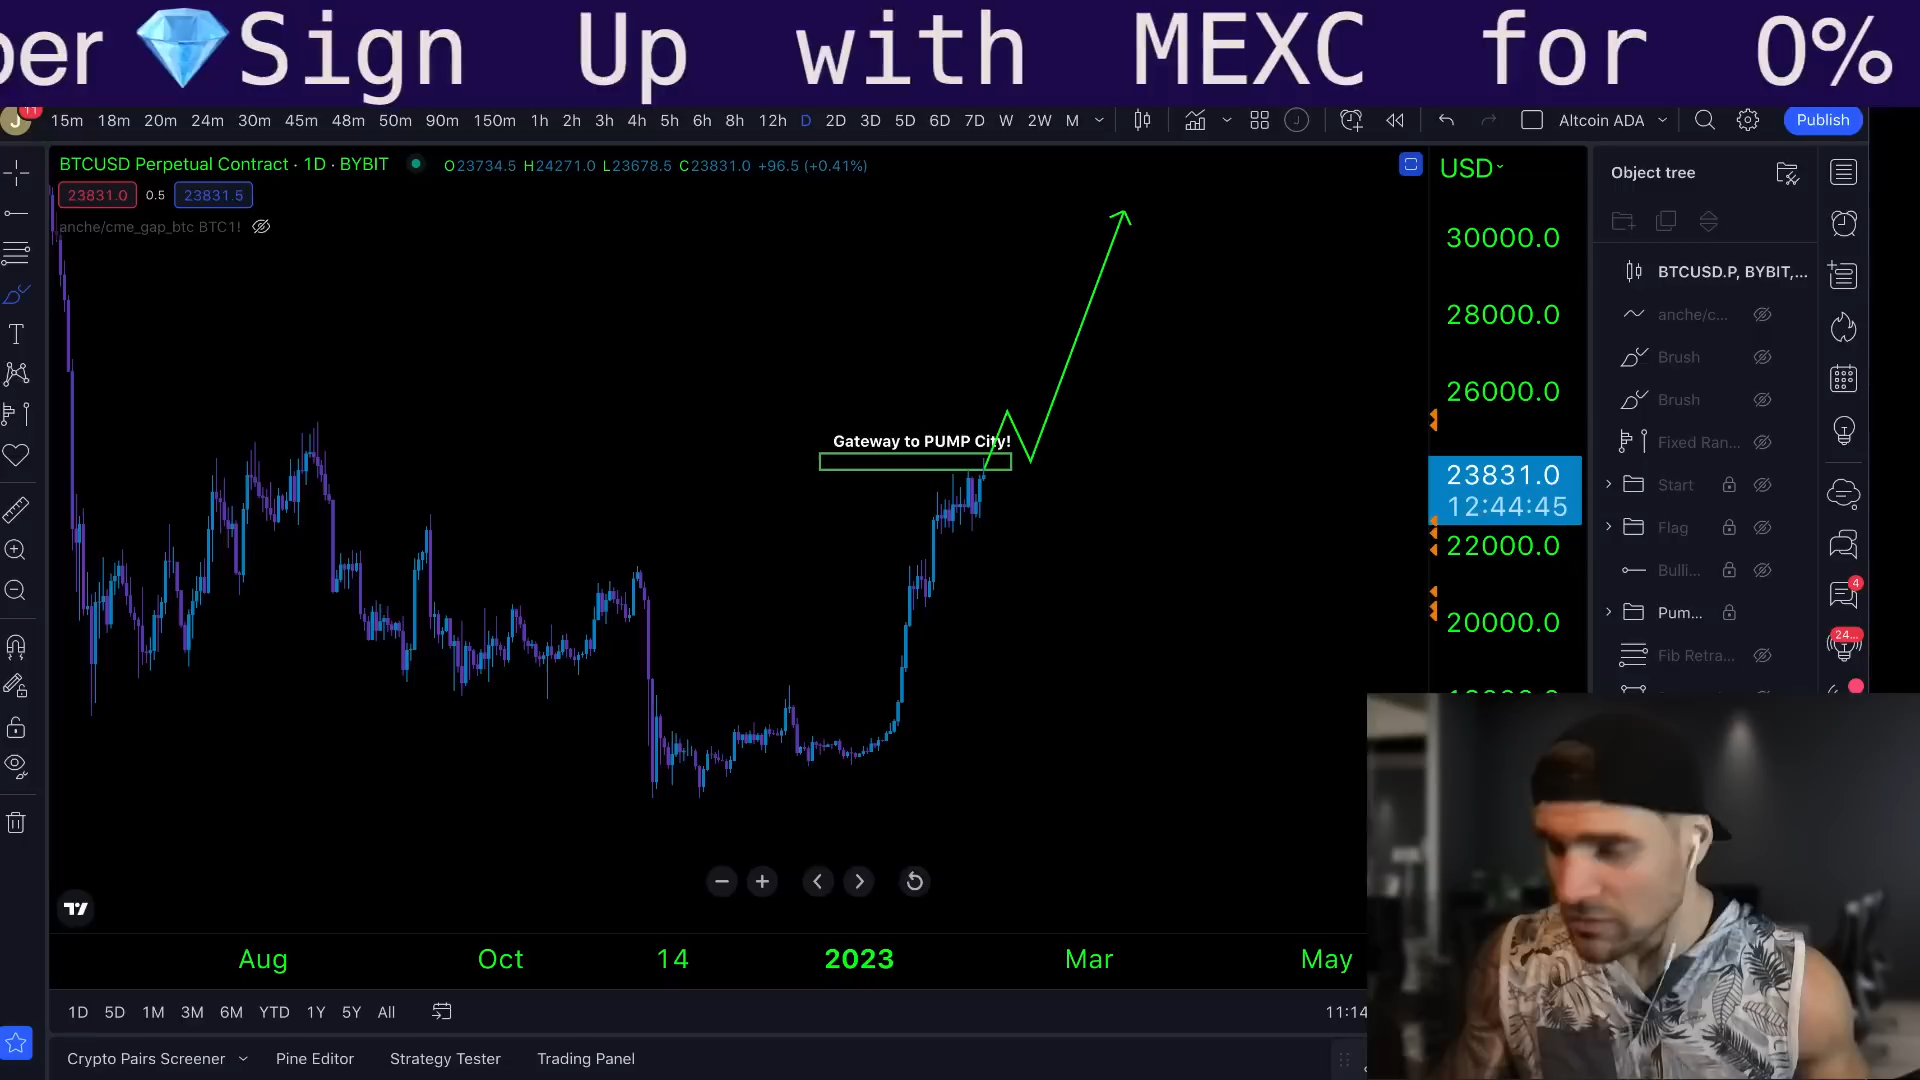 per 💎Sign Up with MEXC for 0%
J 11 15m 18m 20m 24m 30m 45m 48m 50m 90m 150m 1h 2h 3h 4h 5h 6h 8h 12h D 2D 3D 5D 6D 7D W 2W M J Altcoin ADA Publish
BTCUSD Perpetual Contract · 1D · BYBIT O23734.5 H24271.0 L23678.5 C23831.0 +96.5 (+0.41%)
23831.0 0.5 23831.5
anche/cme_gap_btc BTC1!
USD
30000.0
28000.0
26000.0
23831.0
12:44:45
22000.0
20000.0
Gateway to PUMP City!
Object tree
BTCUSD.P, BYBIT,...
anche/c...
Brush
Brush
Fixed Ran...
Start
Flag
Bulli...
Pum...
Fib Retra...
4
24...
Aug Oct 14 2023 Mar May
1D 5D 1M 3M 6M YTD 1Y 5Y All 11:14
Crypto Pairs Screener Pine Editor Strategy Tester Trading Panel